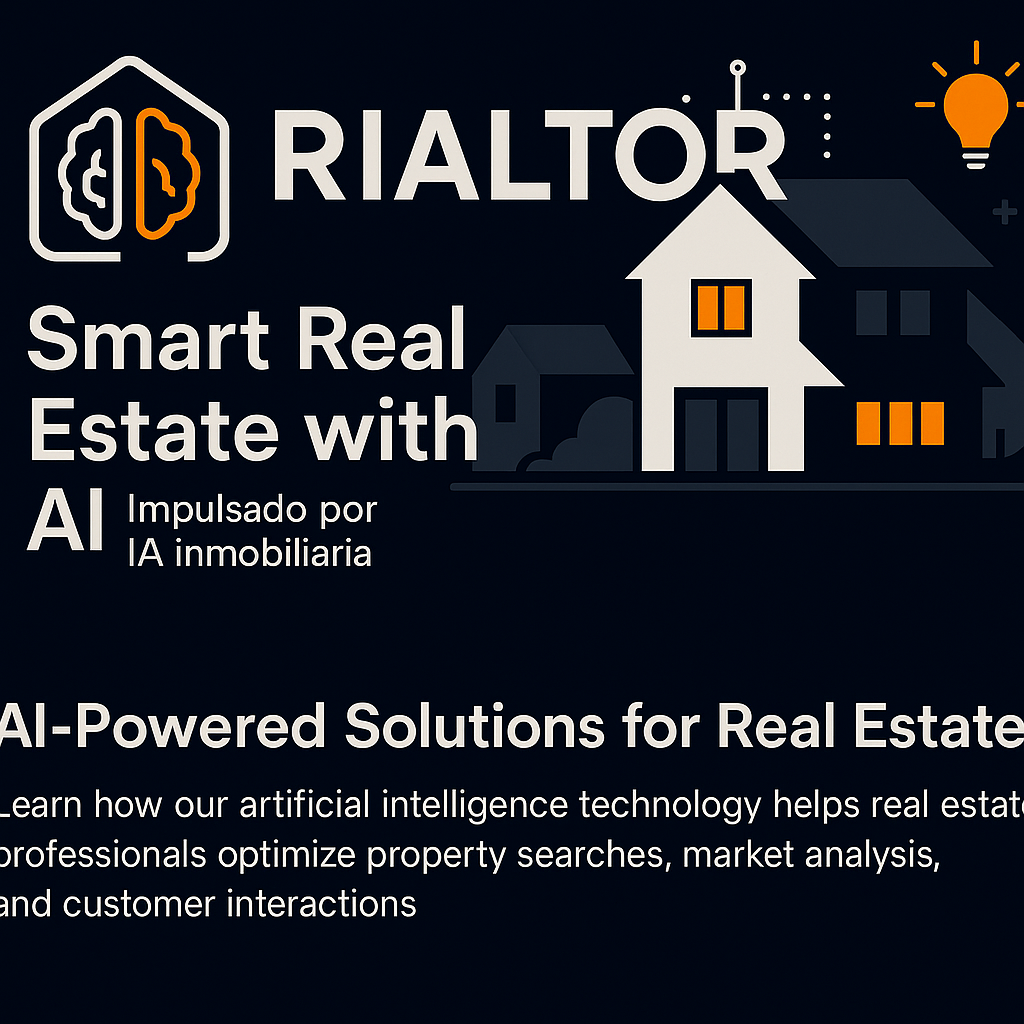 RIALTOR
Smart Real
Estate with
AI
Impulsado por
IA inmobiliaria
AI-Powered Solutions for Real Estate
Learn how our artificial intelligence technology helps real estate
professionals optimize property searches, market analysis,
and customer interactions